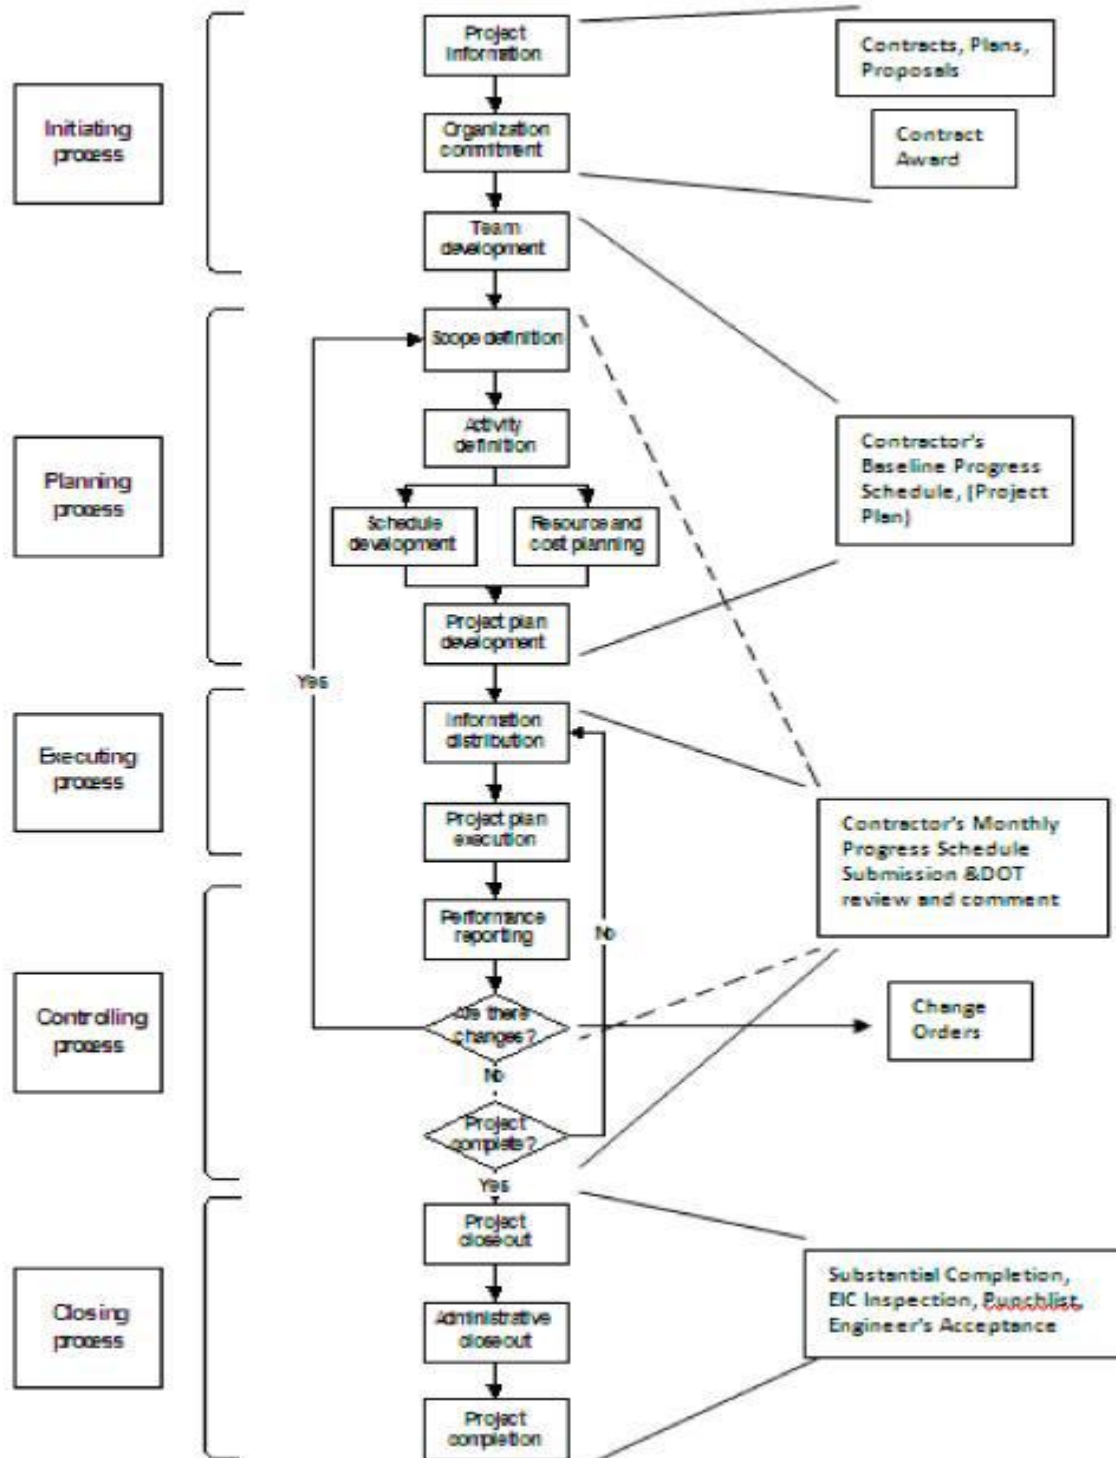 Project
Information
Contracts, Plans,
Proposals
Initiating
process
Organization
commitment
Contract
Award
Team
development
Scope definition
Activity
definition
Planning
process
Schedule
development
Resource and
cost planning
Contractor's
Baseline Progress
Schedule, (Project
Plan)
Project plan
development
Yes
Executing
process
Information
distribution
Project plan
execution
Contractor's Monthly
Progress Schedule
Submission &DOT
review and comment
Performance
reporting
No
Controlling
process
Are there
changes?
Change
Orders
No
Project
complete?
Yes
Project
closeout
Closing
process
Administrative
closeout
Substantial Completion,
EIC Inspection, Punchlist,
Engineer's Acceptance
Project
completion